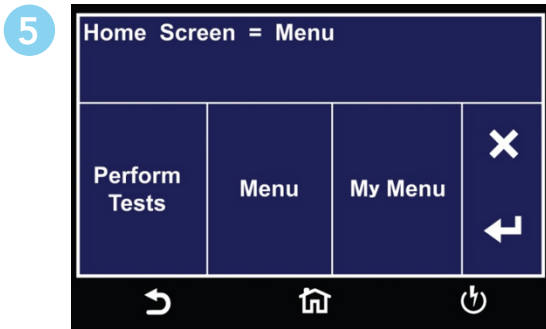 5
Home Screen = Menu
Perform
Tests
Menu
My Menu